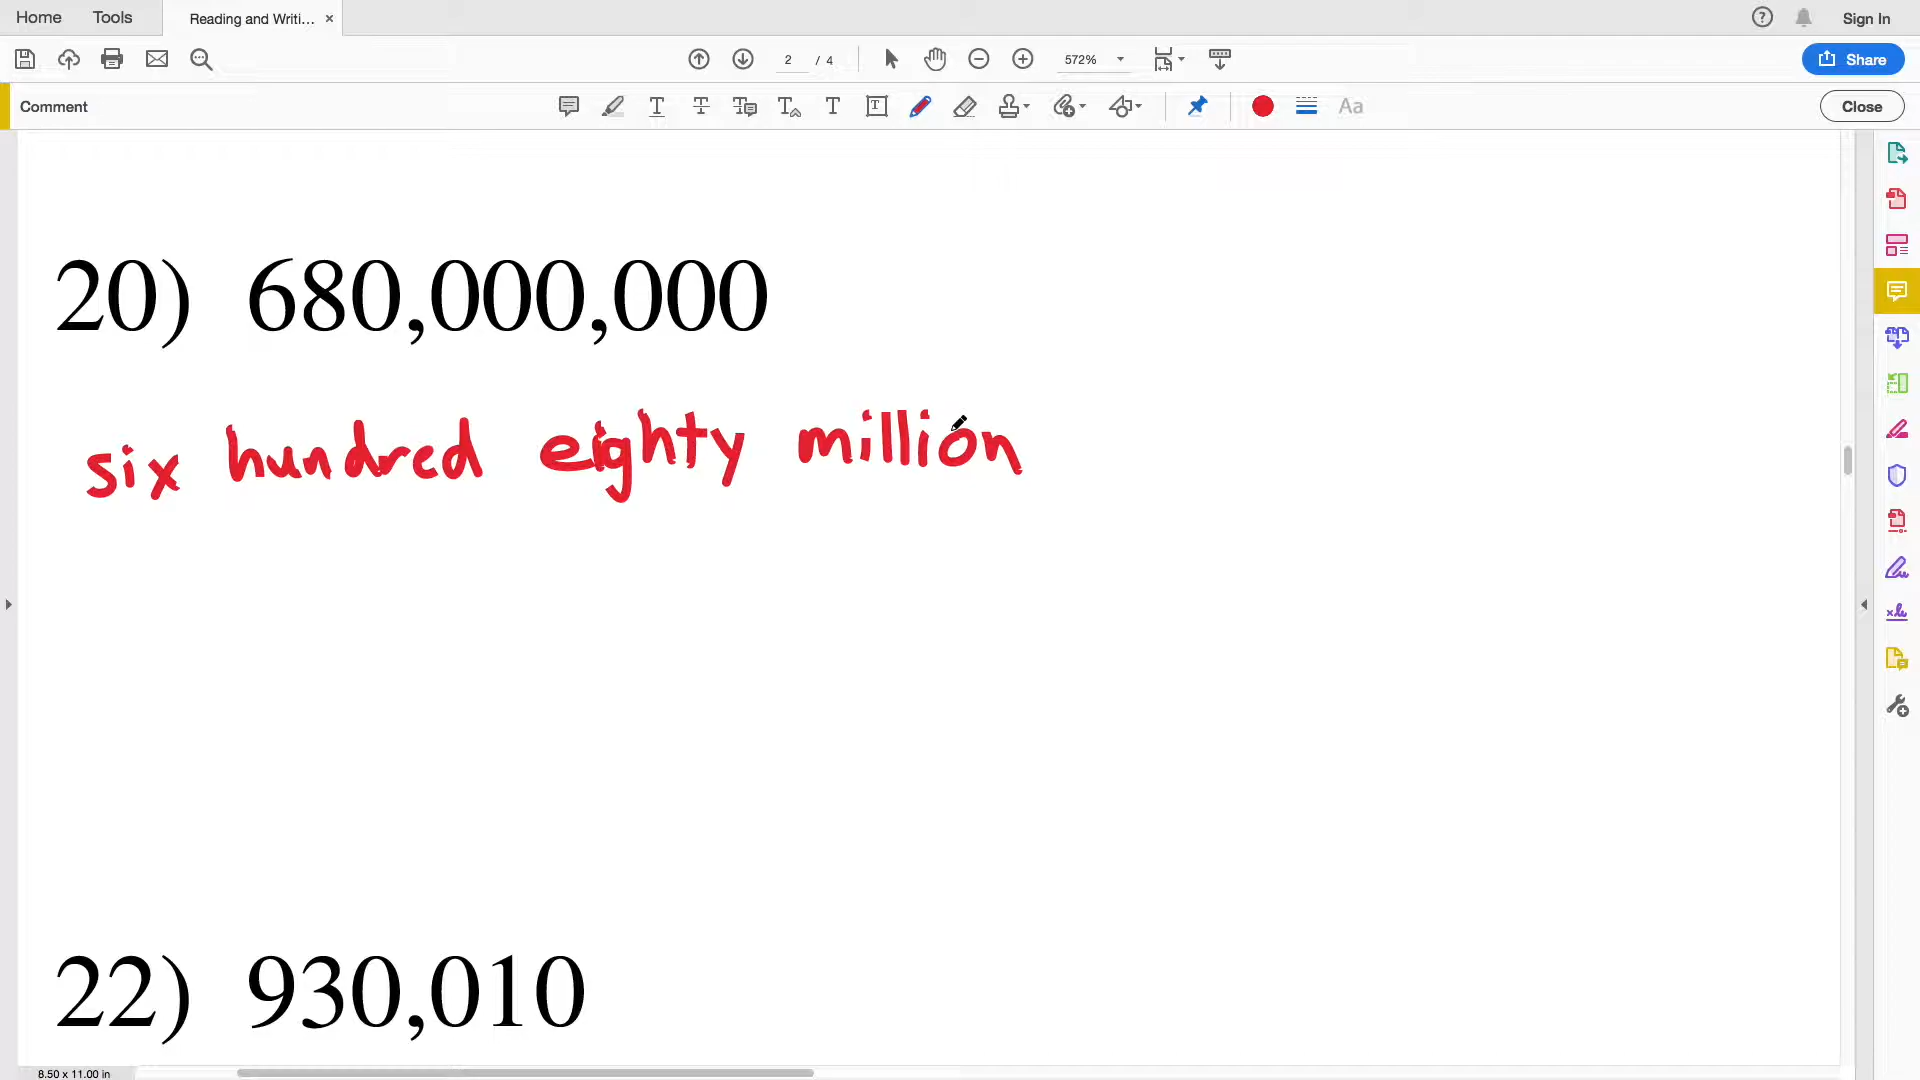 Home Tools Reading and Writi... × Sign In
2 / 4 572% Share
Comment Aa Close
20) 680,000,000
six hundred eighty million
22) 930,010
8.50 x 11.00 in